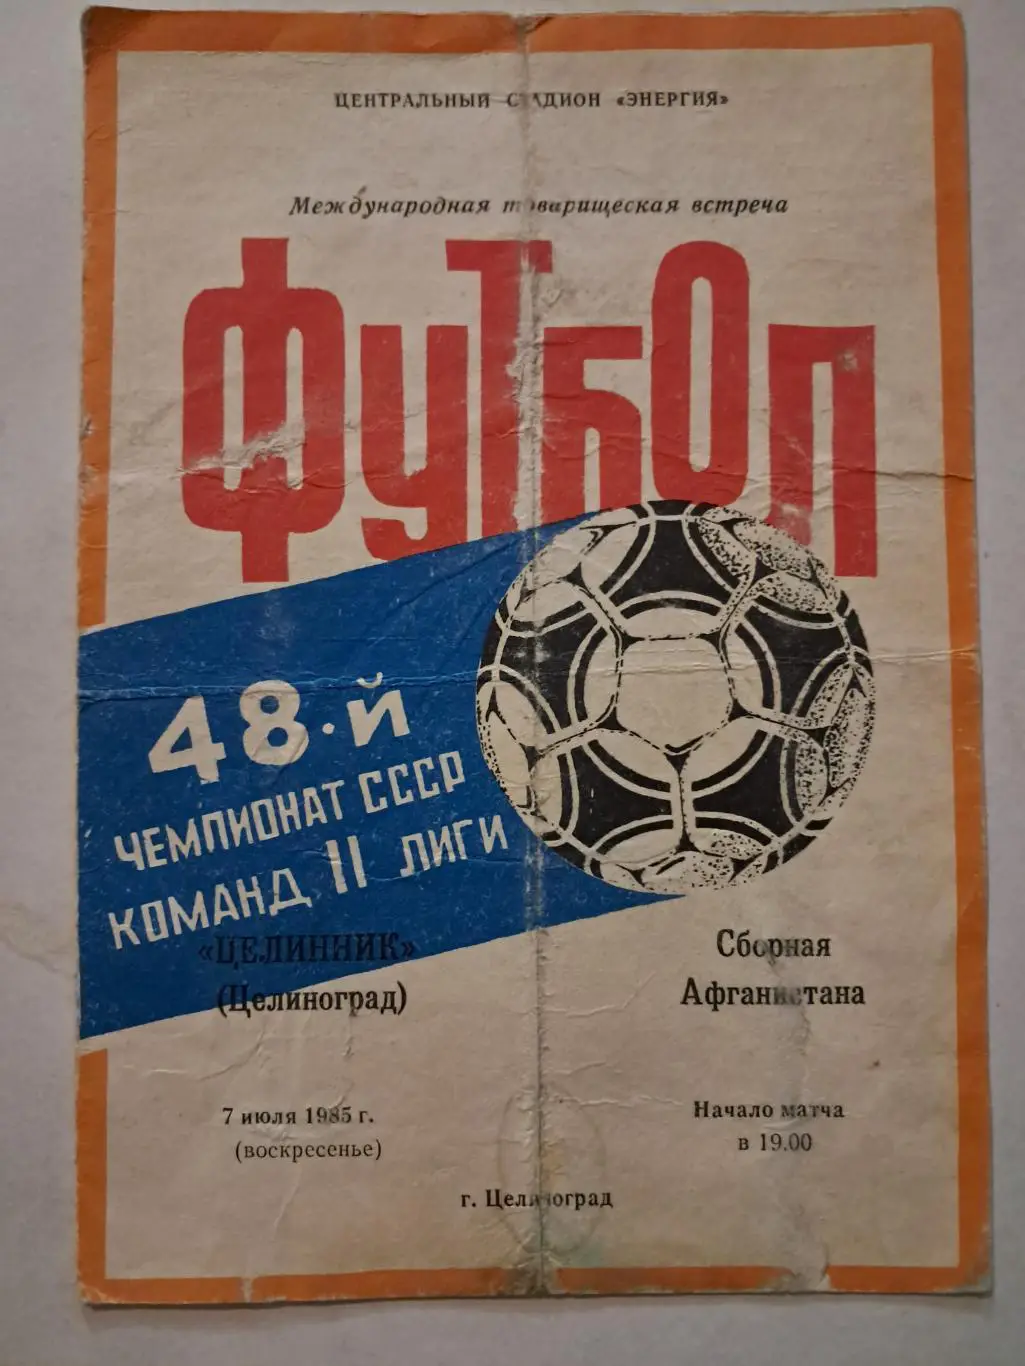 ЦЕНТРАЛЬНЫЙ СТАДИОН «ЭНЕРГИЯ»
Международная товарищеская встреча
ФУТБОЛ
48-й
ЧЕМПИОНАТ СССР
КОМАНД II ЛИГИ
«ЦЕЛИННИК»
(Целиноград)
Сборная
Афганистана
7 июля 1985 г.
(воскресенье)
Начало матча
в 19.00
г. Целиноград